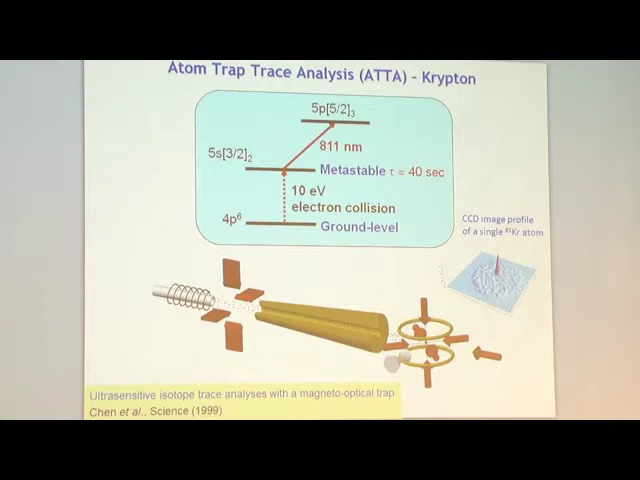 Atom Trap Trace Analysis (ATTA) - Krypton
5p[5/2]₃
811 nm
5s[3/2]₂
Metastable τ ≈ 40 sec
10 eV
electron collision
4p⁶
Ground-level
CCD image profile
of a single ⁸¹Kr atom
Ultrasensitive isotope trace analyses with a magneto-optical trap
Chen et al., Science (1999)